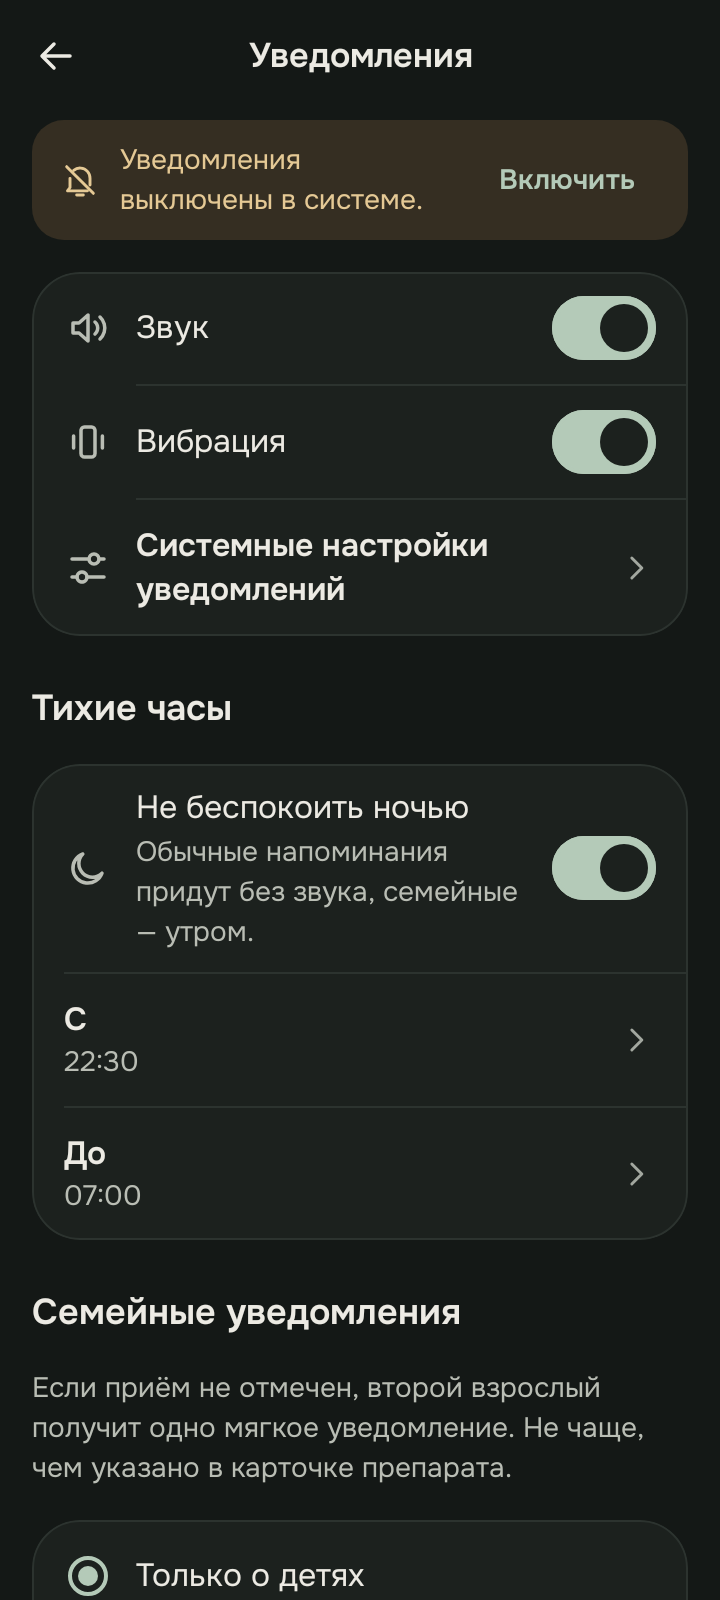 Уведомления
Уведомления
выключены в системе.
Включить
Звук
Вибрация
Системные настройки
уведомлений
Тихие часы
Не беспокоить ночью
Обычные напоминания
придут без звука, семейные
— утром.
С
22:30
До
07:00
Семейные уведомления
Если приём не отмечен, второй взрослый
получит одно мягкое уведомление. Не чаще,
чем указано в карточке препарата.
Только о детях